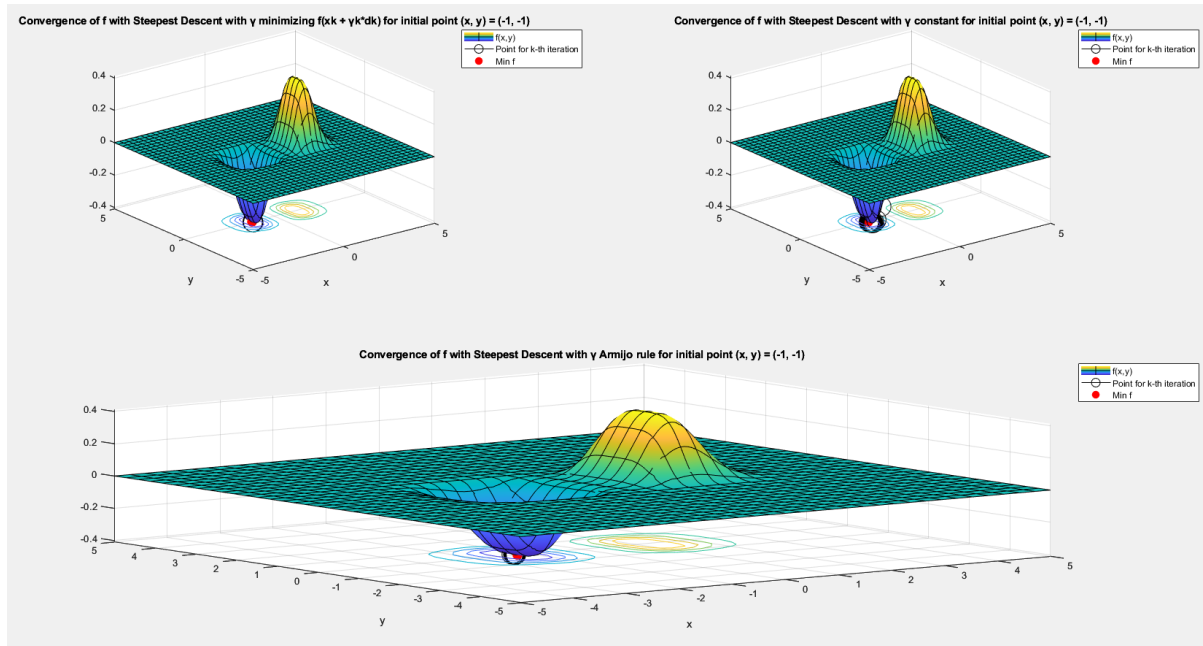 Convergence of f with Steepest Descent with γ minimizing f(xk + γk*dk) for initial point (x, y) = (-1, -1)
f(x,y)
Point for k-th iteration
Min f
0.4
0.2
0
-0.2
-0.4
5
0
-5
y
-5
0
5
x
Convergence of f with Steepest Descent with γ constant for initial point (x, y) = (-1, -1)
f(x,y)
Point for k-th iteration
Min f
0.4
0.2
0
-0.2
-0.4
5
0
-5
y
-5
0
5
x
Convergence of f with Steepest Descent with γ Armijo rule for initial point (x, y) = (-1, -1)
f(x,y)
Point for k-th iteration
Min f
0.4
0.2
0
-0.2
-0.4
5
4
3
2
1
0
-1
-2
-3
-4
-5
y
-5
-4
-3
-2
-1
0
1
2
3
4
5
x